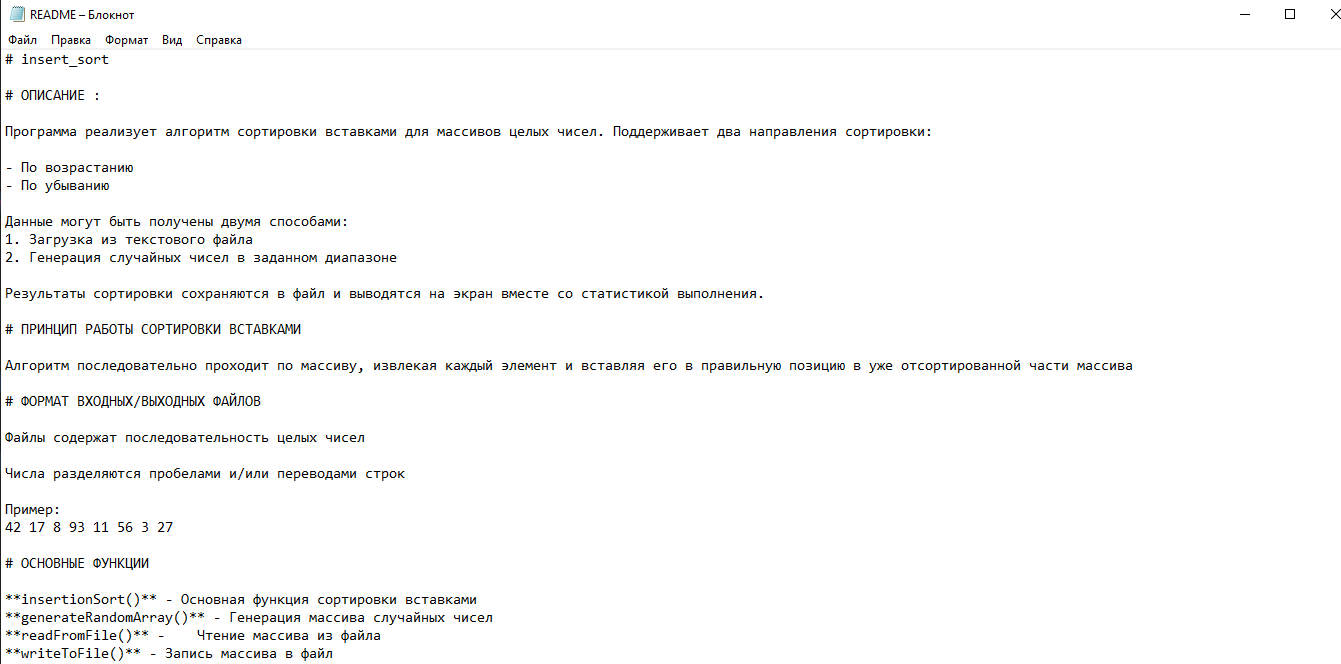 README – Блокнот
Файл Правка Формат Вид Справка
# insert_sort
# ОПИСАНИЕ :
Программа реализует алгоритм сортировки вставками для массивов целых чисел. Поддерживает два направления сортировки:
- По возрастанию
- По убыванию
Данные могут быть получены двумя способами:
1. Загрузка из текстового файла
2. Генерация случайных чисел в заданном диапазоне
Результаты сортировки сохраняются в файл и выводятся на экран вместе со статистикой выполнения.
# ПРИНЦИП РАБОТЫ СОРТИРОВКИ ВСТАВКАМИ
Алгоритм последовательно проходит по массиву, извлекая каждый элемент и вставляя его в правильную позицию в уже отсортированной части массива
# ФОРМАТ ВХОДНЫХ/ВЫХОДНЫХ ФАЙЛОВ
Файлы содержат последовательность целых чисел
Числа разделяются пробелами и/или переводами строк
Пример:
42 17 8 93 11 56 3 27
# ОСНОВНЫЕ ФУНКЦИИ
**insertionSort()** - Основная функция сортировки вставками
**generateRandomArray()** - Генерация массива случайных чисел
**readFromFile()** -    Чтение массива из файла
**writeToFile()** - Запись массива в файл